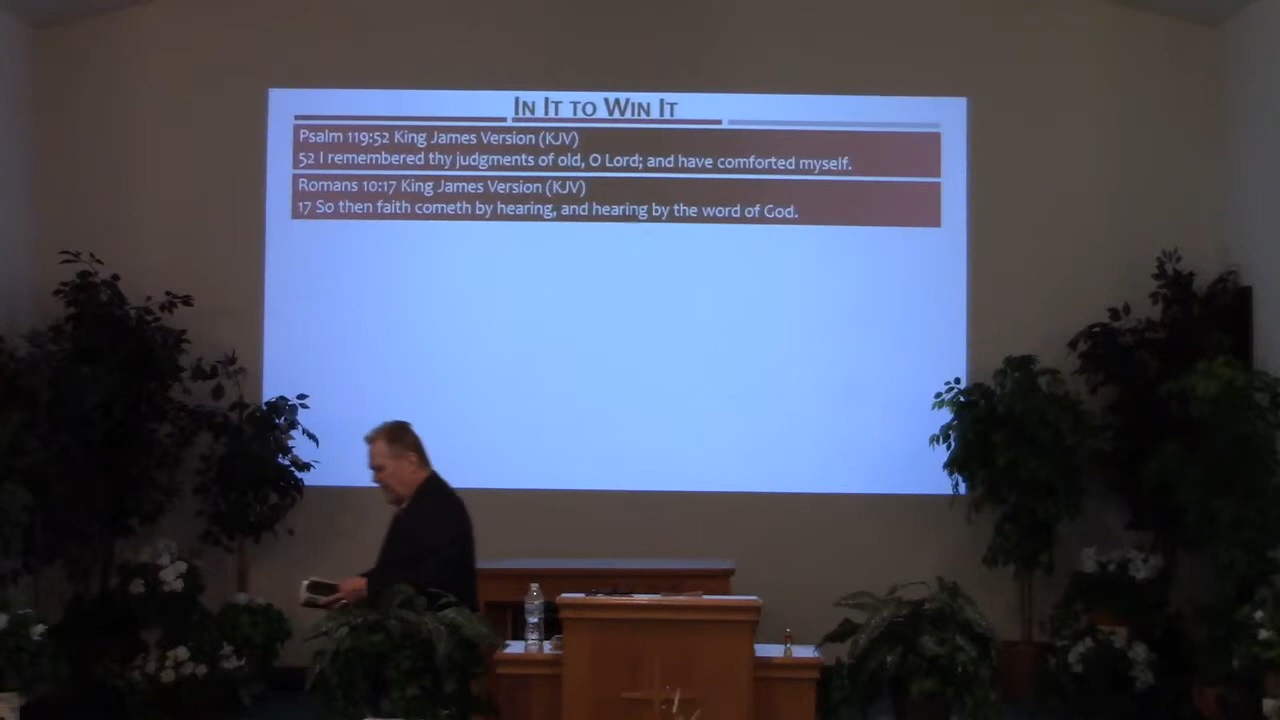 In It to Win It
Psalm 119:52 King James Version (KJV)
52 I remembered thy judgments of old, O Lord; and have comforted myself.
Romans 10:17 King James Version (KJV)
17 So then faith cometh by hearing, and hearing by the word of God.